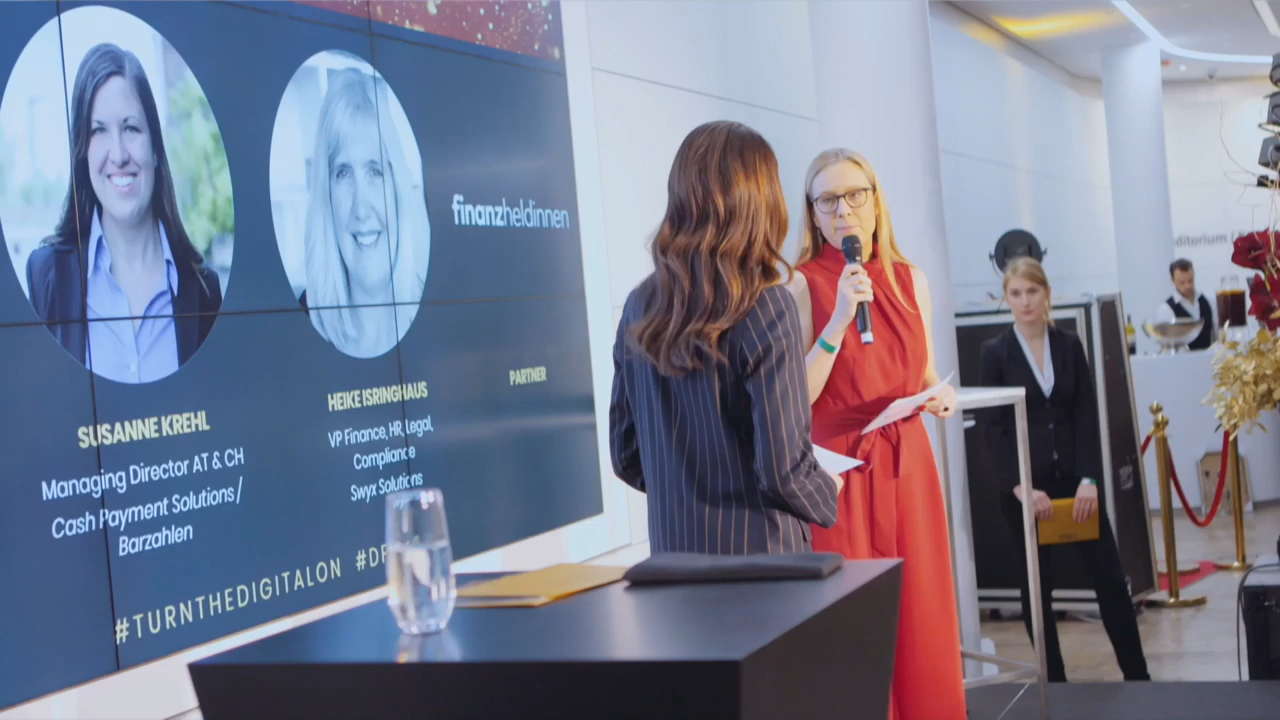 finanzheldinnen
SUSANNE KREHL
Managing Director AT & CH
Cash Payment Solutions /
Barzahlen
HEIKE ISRINGHAUS
VP Finance, HR, Legal,
Compliance
Swyx Solutions
PARTNER
#TURNTHEDIGITALON